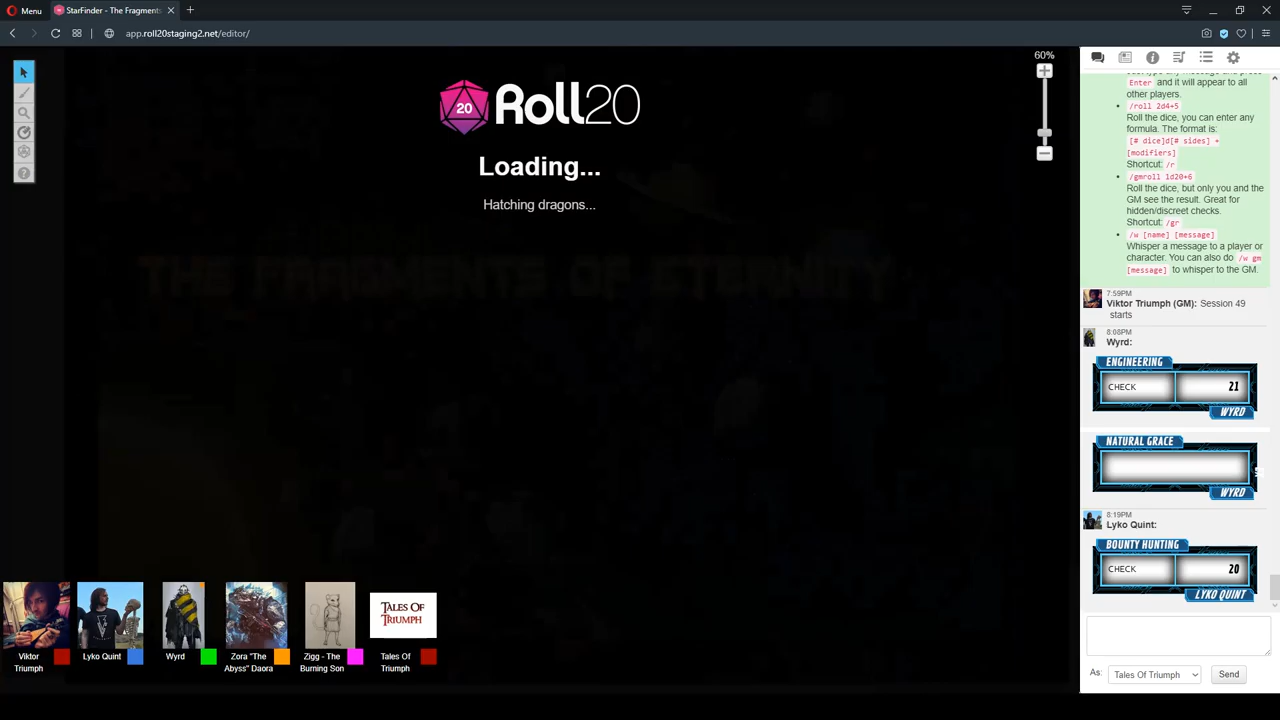 Menu
StarFinder - The Fragments
app.roll20staging2.net/editor/
20
Roll20
Loading...
Hatching dragons...
THE FRAGMENTS OF ETERNITY
60%
Enter and it will appear to all
other players.
/roll 2d4+5
Roll the dice, you can enter any
formula. The format is:
[# dice]d[# sides] +
[modifiers]
Shortcut: /r
/gmroll 1d20+6
Roll the dice, but only you and the
GM see the result. Great for
hidden/discreet checks.
Shortcut: /gr
/w [name] [message]
Whisper a message to a player or
character. You can also do /w gm
[message] to whisper to the GM.
7:59PM
Viktor Triumph (GM): Session 49
starts
8:08PM
Wyrd:
ENGINEERING
CHECK 21
WYRD
NATURAL GRACE
WYRD
8:19PM
Lyko Quint:
BOUNTY HUNTING
CHECK 20
LYKO QUINT
TALES OF
TRIUMPH
Viktor
Triumph
Lyko Quint
Wyrd
Zora "The
Abyss" Daora
Zigg - The
Burning Son
Tales Of
Triumph
As: Tales Of Triumph
Send